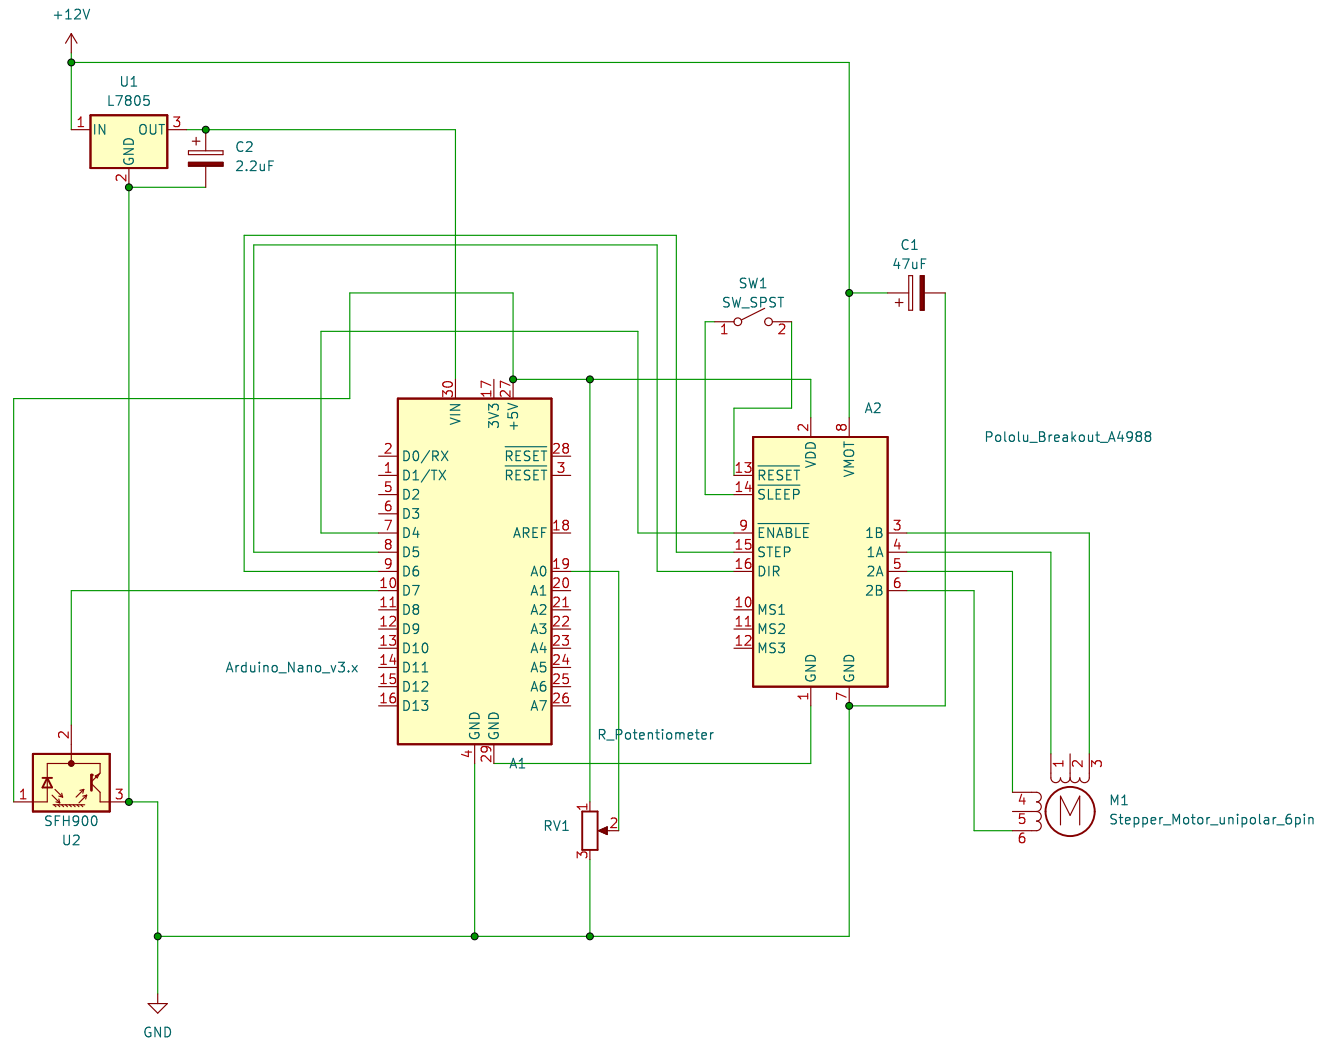 +12V
U1
L7805
1
IN
OUT
3
GND
2
+
C2
2.2uF
C1
47uF
+
SW1
SW_SPST
1
2
A2
Pololu_Breakout_A4988
30
17
27
VIN
3V3
+5V
2
D0/RX
1
D1/TX
5
D2
6
D3
7
D4
8
D5
9
D6
10
D7
11
D8
12
D9
13
D10
14
D11
15
D12
16
D13
RESET
28
RESET
3
AREF
18
A0
19
A1
20
A2
21
A3
22
A4
23
A5
24
A6
25
A7
26
GND
GND
4
29
A1
Arduino_Nano_v3.x
2
8
VDD
VMOT
13
RESET
14
SLEEP
9
ENABLE
15
STEP
16
DIR
10
MS1
11
MS2
12
MS3
1B
3
1A
4
2A
5
2B
6
GND
GND
1
7
R_Potentiometer
RV1
1
2
3
2
1
3
SFH900
U2
1
2
3
4
5
6
M
M1
Stepper_Motor_unipolar_6pin
GND